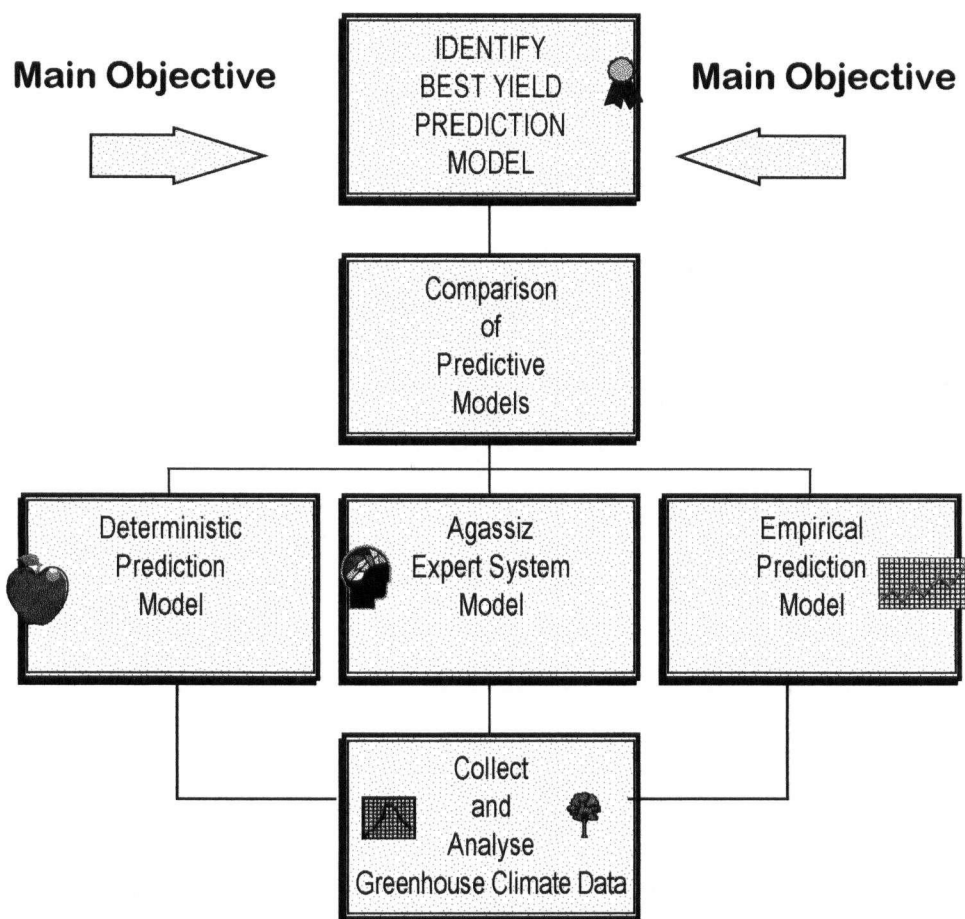 Main Objective
IDENTIFY
BEST YIELD
PREDICTION
MODEL
Main Objective
Comparison
of
Predictive
Models
Deterministic
Prediction
Model
Agassiz
Expert System
Model
Empirical
Prediction
Model
Collect
and
Analyse
Greenhouse Climate Data